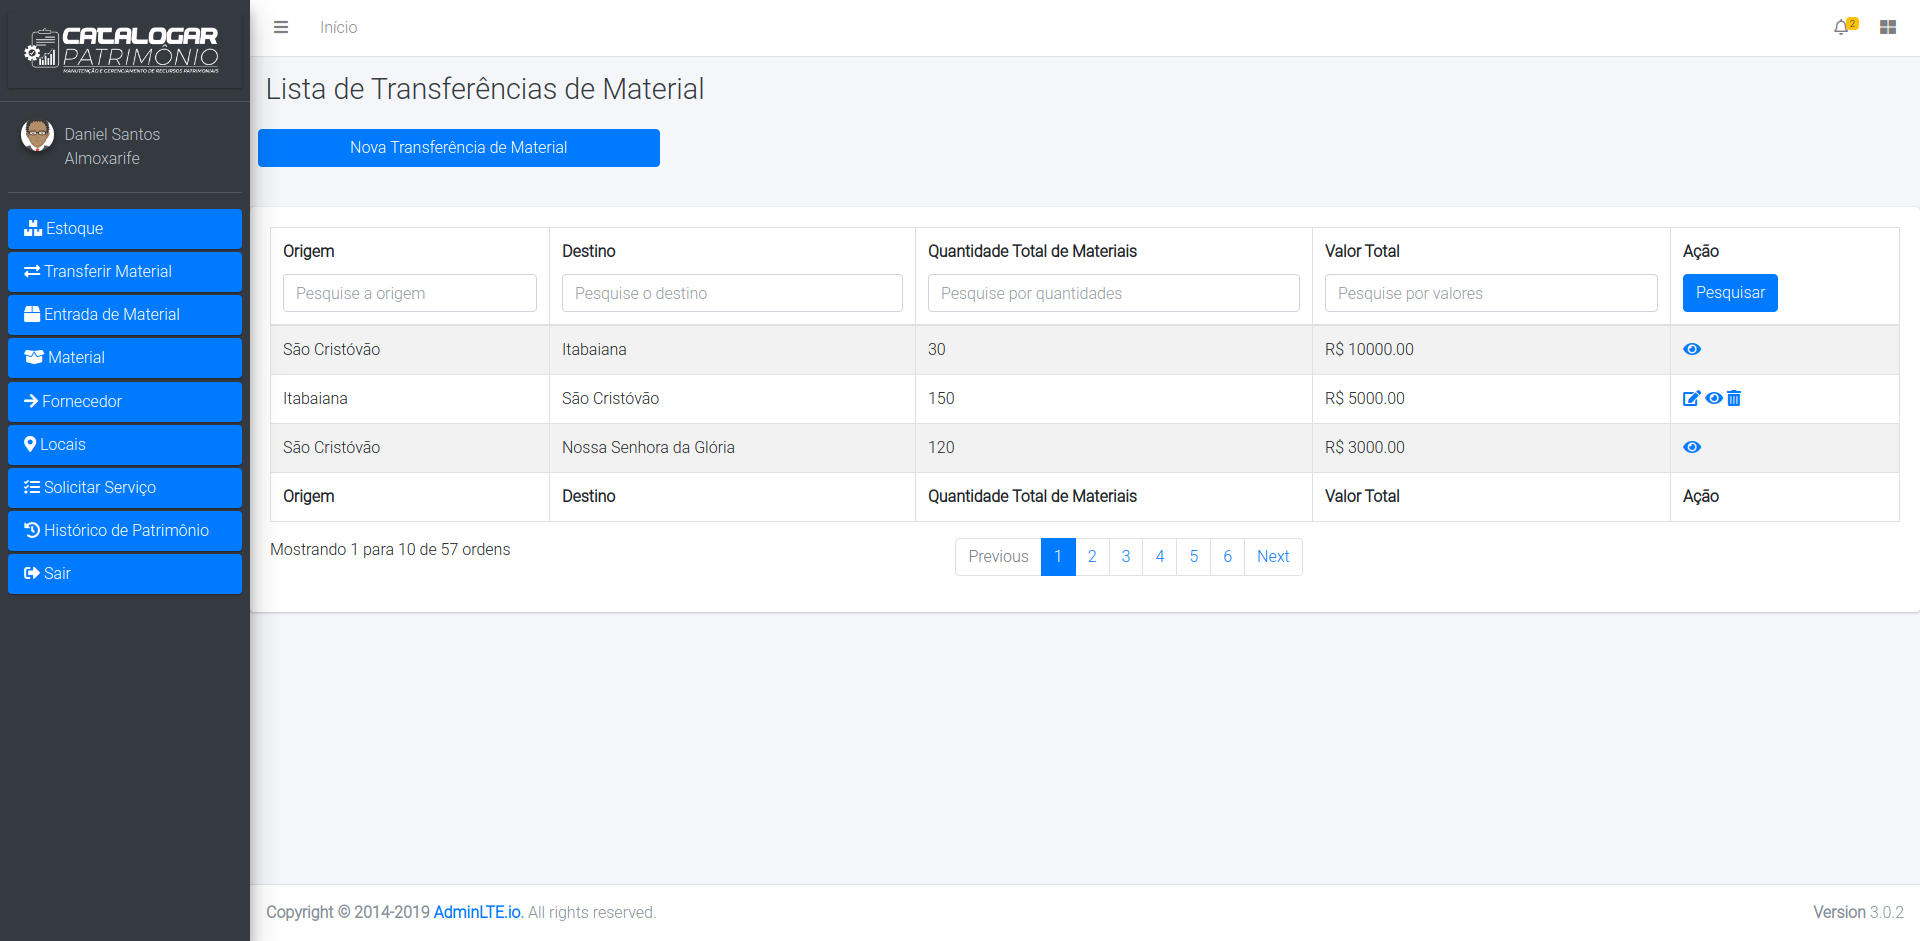 CATALOGAR
PATRIMÔNIO
MANUTENÇÃO E GERENCIAMENTO DE RECURSOS PATRIMONIAIS
Daniel Santos
Almoxarife
Estoque
Transferir Material
Entrada de Material
Material
Fornecedor
Locais
Solicitar Serviço
Histórico de Patrimônio
Sair
Início
2
Lista de Transferências de Material
Nova Transferência de Material
Origem Destino Quantidade Total de Materiais Valor Total Ação
Pesquise a origem Pesquise o destino Pesquise por quantidades Pesquise por valores Pesquisar
São Cristóvão Itabaiana 30 R$ 10000.00
Itabaiana São Cristóvão 150 R$ 5000.00
São Cristóvão Nossa Senhora da Glória 120 R$ 3000.00
Origem Destino Quantidade Total de Materiais Valor Total Ação
Mostrando 1 para 10 de 57 ordens
Previous 1 2 3 4 5 6 Next
Copyright © 2014-2019 AdminLTE.io. All rights reserved.
Version 3.0.2